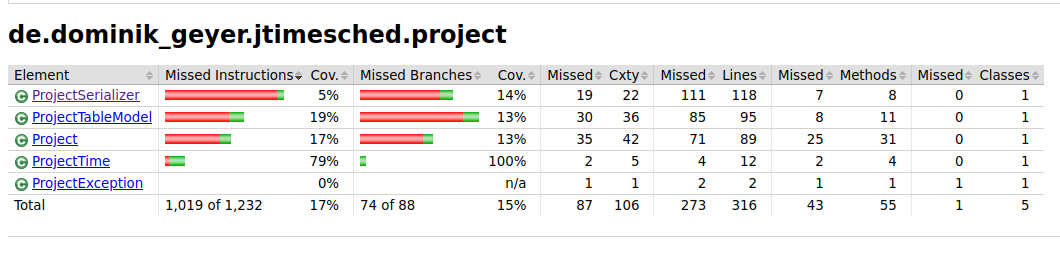 de.dominik_geyer.jtimesched.project
Element Missed Instructions Cov. Missed Branches Cov. Missed Cxty Missed Lines Missed Methods Missed Classes
C ProjectSerializer 5% 14% 19 22 111 118 7 8 0 1
C ProjectTableModel 19% 13% 30 36 85 95 8 11 0 1
C Project 17% 13% 35 42 71 89 25 31 0 1
C ProjectTime 79% 100% 2 5 4 12 2 4 0 1
C ProjectException 0% n/a 1 1 2 2 1 1 1 1
Total 1,019 of 1,232 17% 74 of 88 15% 87 106 273 316 43 55 1 5